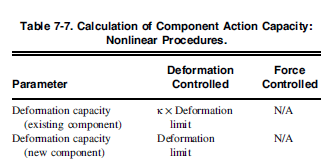 Table 7-7. Calculation of Component Action Capacity:
Nonlinear Procedures.
Parameter Deformation Controlled Force Controlled
Deformation capacity (existing component) κ × Deformation limit N/A
Deformation capacity (new component) Deformation limit N/A